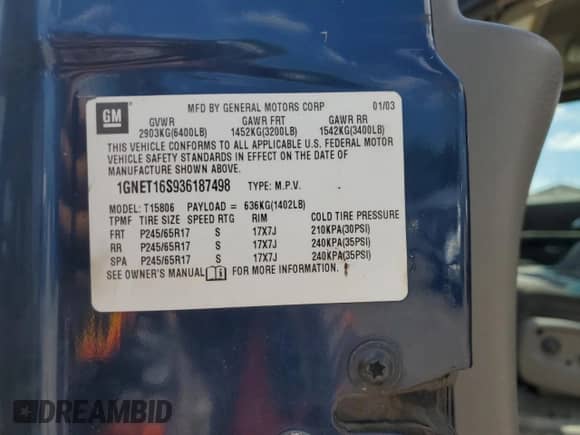 GM
MFD BY GENERAL MOTORS CORP 01/03
GVWR GAWR FRT GAWR RR
2903KG(6400LB) 1452KG(3200LB) 1542KG(3400LB)
THIS VEHICLE CONFORMS TO ALL APPLICABLE U.S. FEDERAL MOTOR
VEHICLE SAFETY STANDARDS IN EFFECT ON THE DATE OF
MANUFACTURE SHOWN ABOVE.
1GNET16S936187498 TYPE: M.P.V.
MODEL: T15806 PAYLOAD = 636KG(1402LB)
TPMF TIRE SIZE SPEED RTG RIM COLD TIRE PRESSURE
FRT P245/65R17 S 17X7J 210KPA(30PSI)
RR P245/65R17 S 17X7J 240KPA(35PSI)
SPA P245/65R17 S 17X7J 240KPA(35PSI)
SEE OWNER'S MANUAL FOR ADDITIONAL INFORMATION.
DREAMBID